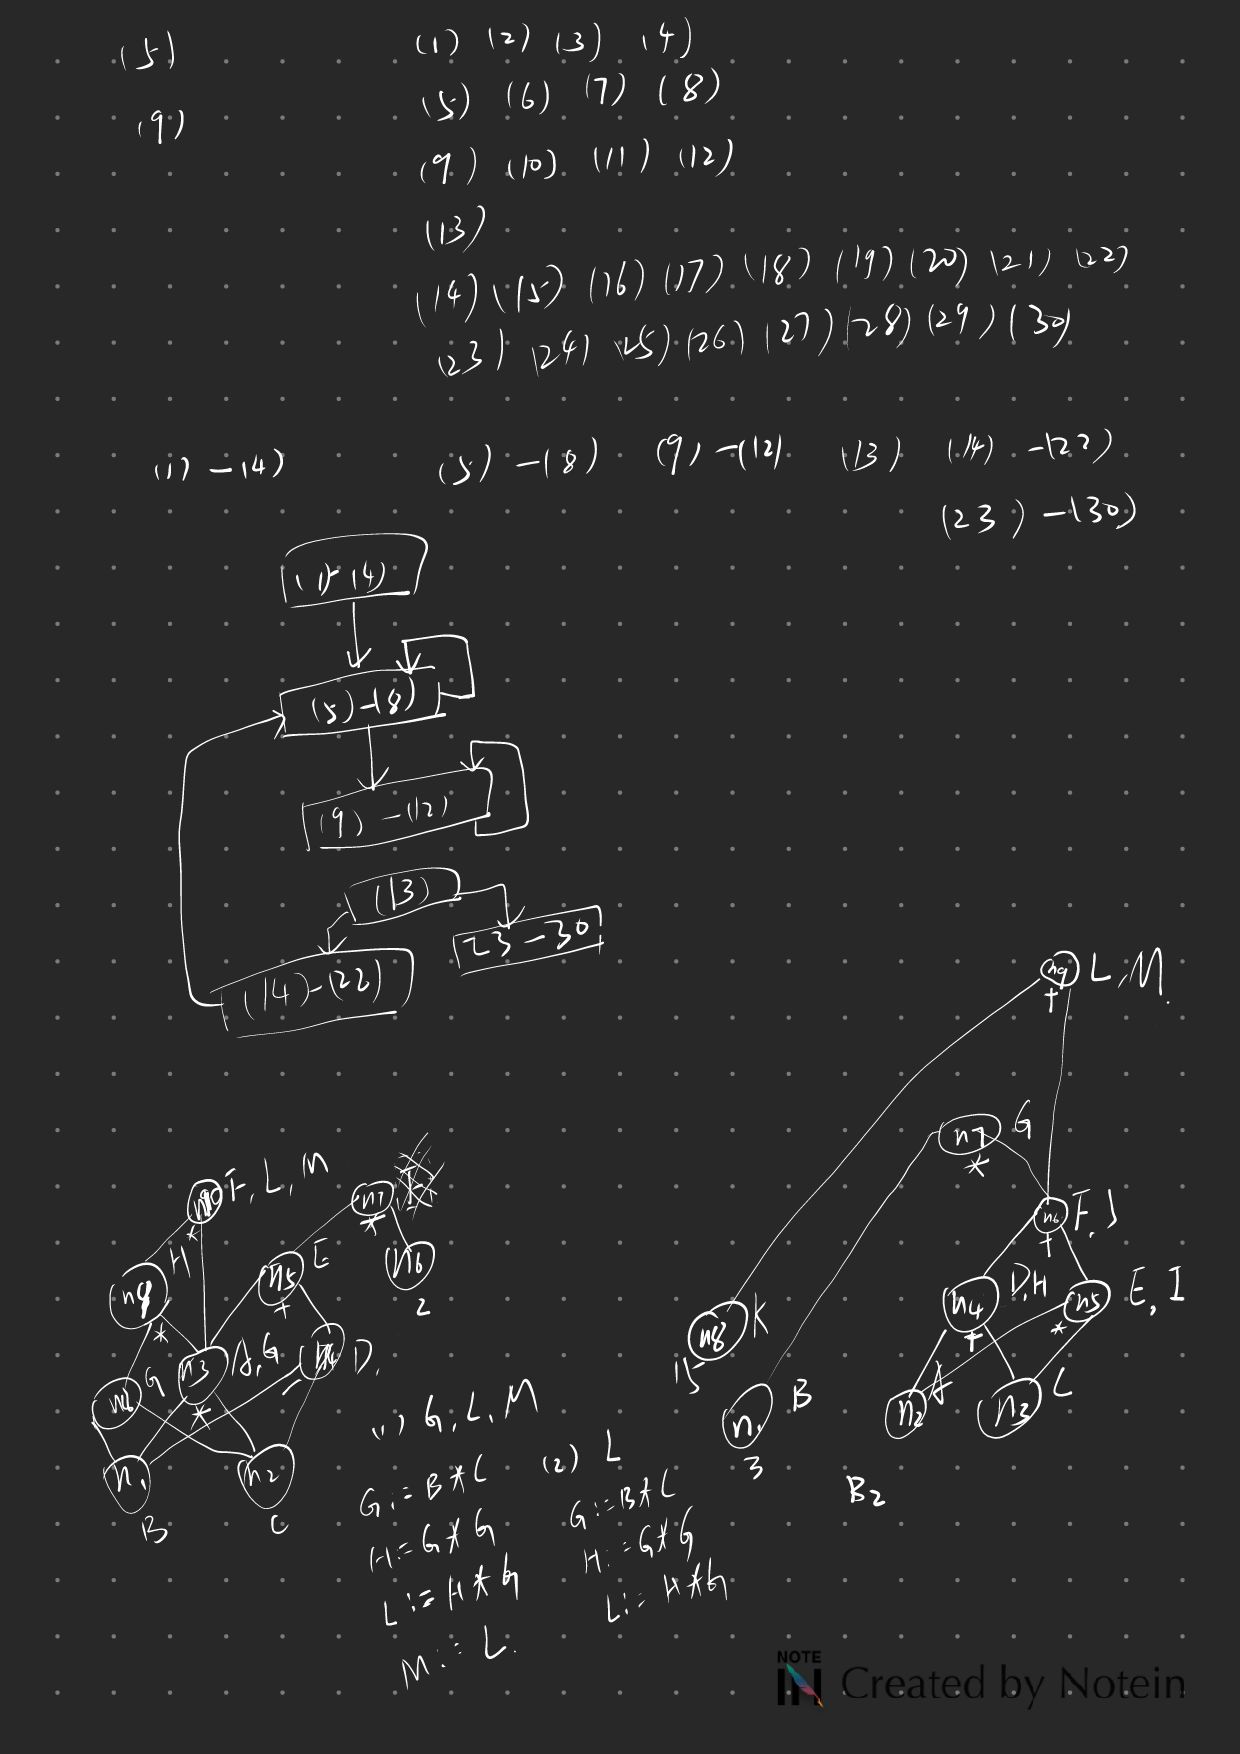 (5)
(9)
(1) (2) (3) (4)
(5) (6) (7) (8)
(9) (10) (11) (12)
(13)
(14) (15) (16) (17) (18) (19) (20) (21) (22)
(23) (24) (25) (26) (27) (28) (29) (30)
(1) - (4) (5) - (8) (9) - (12) (13) (14) - (22)
(23) - (30)
(1)-(4)
(5)-(8)
(9) - (12)
(13)
23-30
(14)-(22)
n9 L, M
+
n7 G
*
n6 F, J
+
n4 D, H
+
n5 E, I
*
n2 A
n3 C
n8 K
15
n1 B
3
B2
F, L, M
*
n7
*
n6
2
n5 E
+
n9 H
*
n3 A, G
*
D,
-
G
n1
B
n2
C
(1) G, L, M
G := B * C
H := G * G
L := H * G
M := L
(2) L
G := B * C
H := G * G
L := H * G
NOTE
IN
Created by Notein